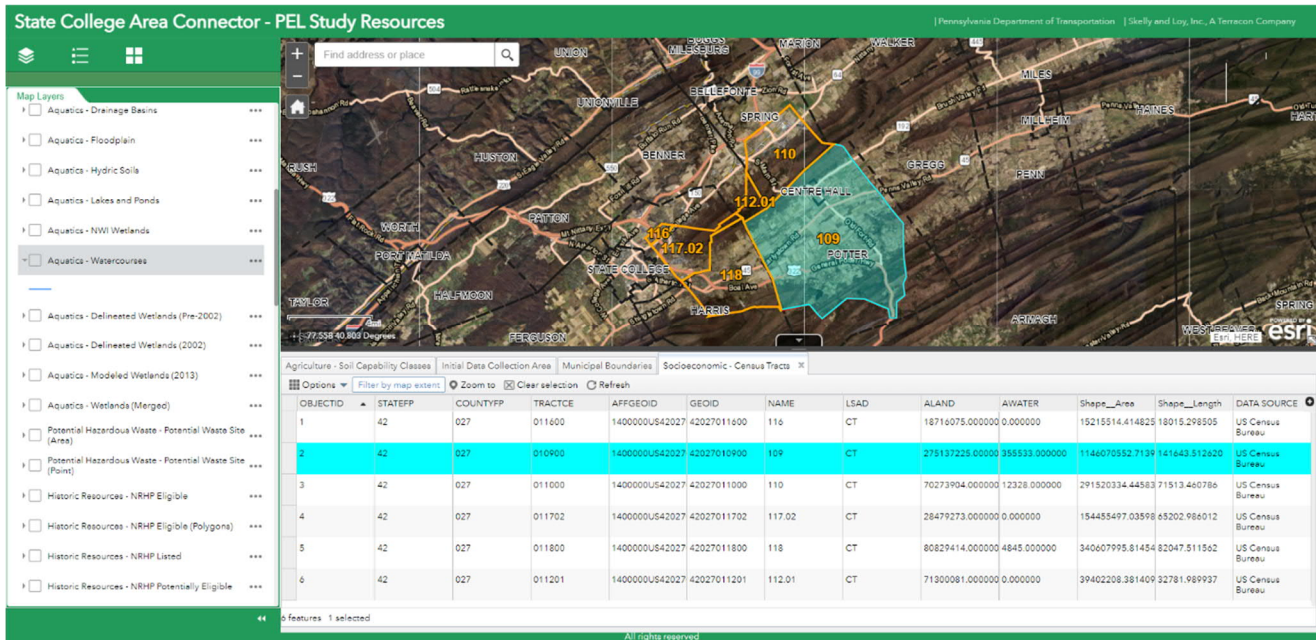 State College Area Connector - PEL Study Resources
| Pennsylvania Department of Transportation | Skelly and Loy, Inc., A Terracon Company
Map Layers
Aquatics - Drainage Basins
Aquatics - Floodplain
Aquatics - Hydric Soils
Aquatics - Lakes and Ponds
Aquatics - NWI Wetlands
Aquatics - Watercourses
Aquatics - Delineated Wetlands (Pre-2002)
Aquatics - Delineated Wetlands (2002)
Aquatics - Modeled Wetlands (2013)
Aquatics - Wetlands (Merged)
Potential Hazardous Waste - Potential Waste Site
(Area)
Potential Hazardous Waste - Potential Waste Site
(Point)
Historic Resources - NRHP Eligible
Historic Resources - NRHP Eligible (Polygons)
Historic Resources - NRHP Listed
Historic Resources - NRHP Potentially Eligible
Find address or place
UNION
BOGGS
MILESBURG
MARION
WALKER
MILES
HAINES
BELLEFONTE
UNIONVILLE
SPRING
MILLHEIM
HUSTON
BENNER
110
GREGG
PENN
RUSH
CENTRE HALL
112.01
PATTON
WORTH
116
117.02
109
POTTER
PORT MATILDA
STATE COLLEGE
118
TAYLOR
HALFMOON
HARRIS
ARMAGH
SPRING
FERGUSON
4mi
-77.558 40.803 Degrees
POWERED BY
esri
Esri, HERE
Agriculture - Soil Capability Classes
Initial Data Collection Area
Municipal Boundaries
Socioeconomic - Census Tracts
Options Filter by map extent Zoom to Clear selection Refresh
OBJECTID STATEFP COUNTYFP TRACTCE AFFGEOID GEOID NAME LSAD ALAND AWATER Shape__Area Shape__Length DATA SOURCE
1 42 027 011600 1400000US42027 42027011600 116 CT 18716075.000000 0.000000 15215514.414825 18015.298505 US Census
Bureau
2 42 027 010900 1400000US42027 42027010900 109 CT 275137225.00000 355533.000000 1146070552.7139 141643.512620 US Census
Bureau
3 42 027 011000 1400000US42027 42027011000 110 CT 70273904.000000 12328.000000 291520334.44583 71513.460786 US Census
Bureau
4 42 027 011702 1400000US42027 42027011702 117.02 CT 28479273.000000 0.000000 154455497.03598 65202.986012 US Census
Bureau
5 42 027 011800 1400000US42027 42027011800 118 CT 80829414.000000 4845.000000 340607995.81454 82047.511562 US Census
Bureau
6 42 027 011201 1400000US42027 42027011201 112.01 CT 71300081.000000 0.000000 39402208.381409 32781.989937 US Census
Bureau
6 features 1 selected
All rights reserved